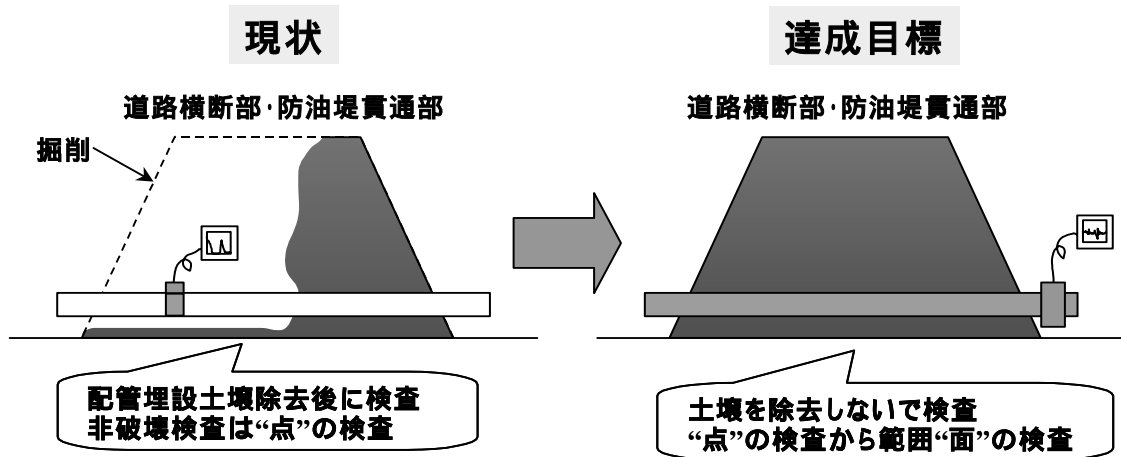 現状
道路横断部・防油堤貫通部
掘削
配管埋設土壌除去後に検査
非破壊検査は“点”の検査
達成目標
道路横断部・防油堤貫通部
土壌を除去しないで検査
“点”の検査から範囲“面”の検査